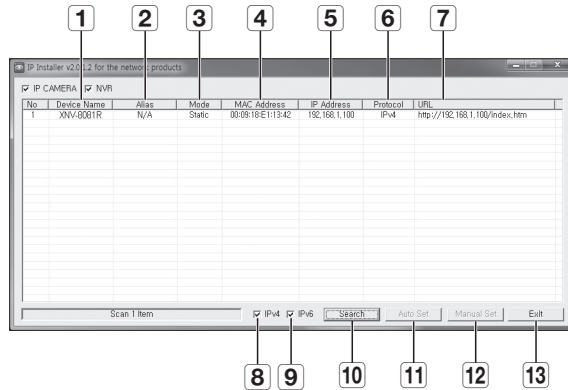 1 2 3 4 5 6 7
IP Installer v2.0.1.2 for the network products
IP CAMERA NVR
No Device Name Alias Mode MAC Address IP Address Protocol URL
1 XNV-8081R N/A Static 00:09:18:E1:13:42 192,168,1,100 IPv4 http://192,168,1,100/index,htm
Scan 1 Item IPv4 IPv6 Search Auto Set Manual Set Exit
8 9 10 11 12 13